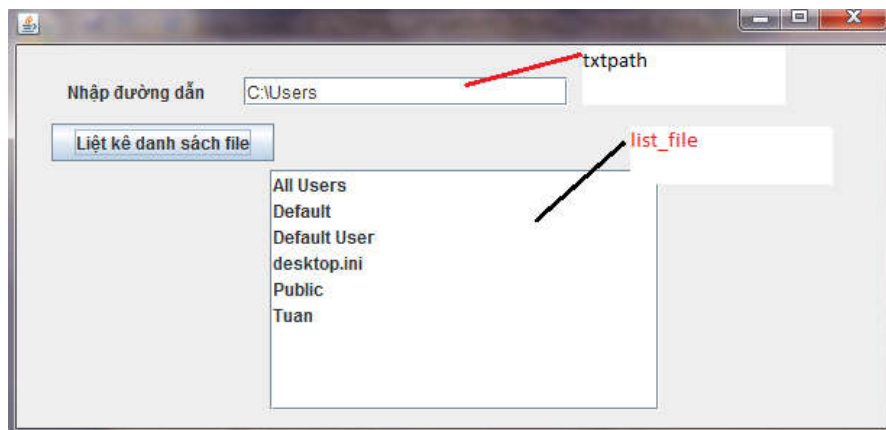 txtpath
Nhập đường dẫn C:\Users
Liệt kê danh sách file
list_file
All Users
Default
Default User
desktop.ini
Public
Tuan